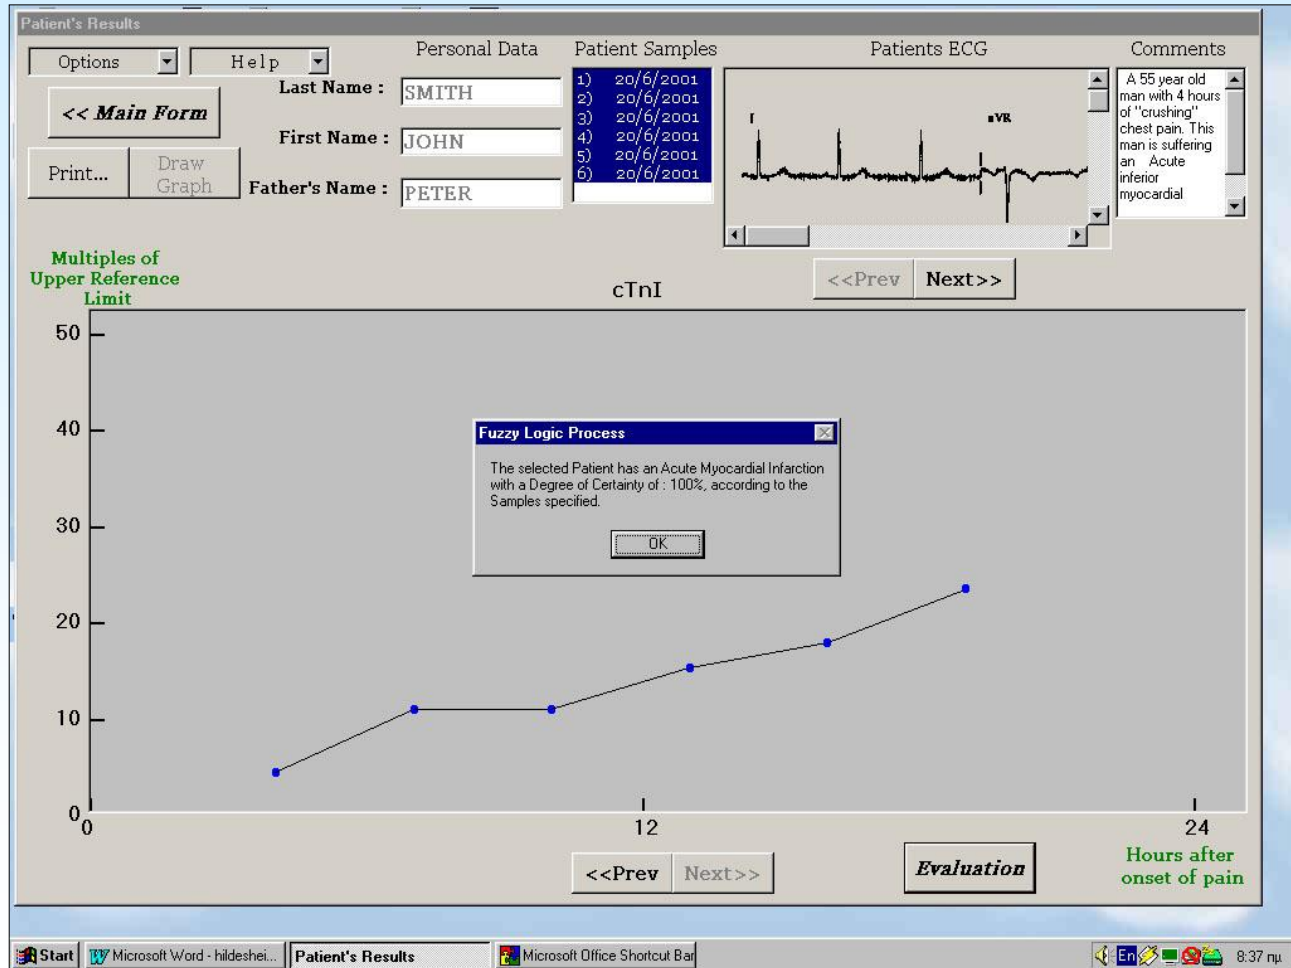 Patient's Results
Options
Help
<< Main Form
Print...
Draw
Graph
Personal Data
Last Name :
SMITH
First Name :
JOHN
Father's Name :
PETER
Patient Samples
1) 20/6/2001
2) 20/6/2001
3) 20/6/2001
4) 20/6/2001
5) 20/6/2001
6) 20/6/2001
Patients ECG
I
aVR
<<Prev
Next>>
Comments
A 55 year old
man with 4 hours
of "crushing"
chest pain. This
man is suffering
an Acute
inferior
myocardial
Multiples of
Upper Reference
Limit
cTnI
50
40
30
20
10
0
0
12
24
Fuzzy Logic Process
The selected Patient has an Acute Myocardial Infarction
with a Degree of Certainty of : 100%, according to the
Samples specified.
OK
<<Prev
Next>>
Evaluation
Hours after
onset of pain
Start
Microsoft Word - hildeshei...
Patient's Results
Microsoft Office Shortcut Bar
En
8:37 πμ